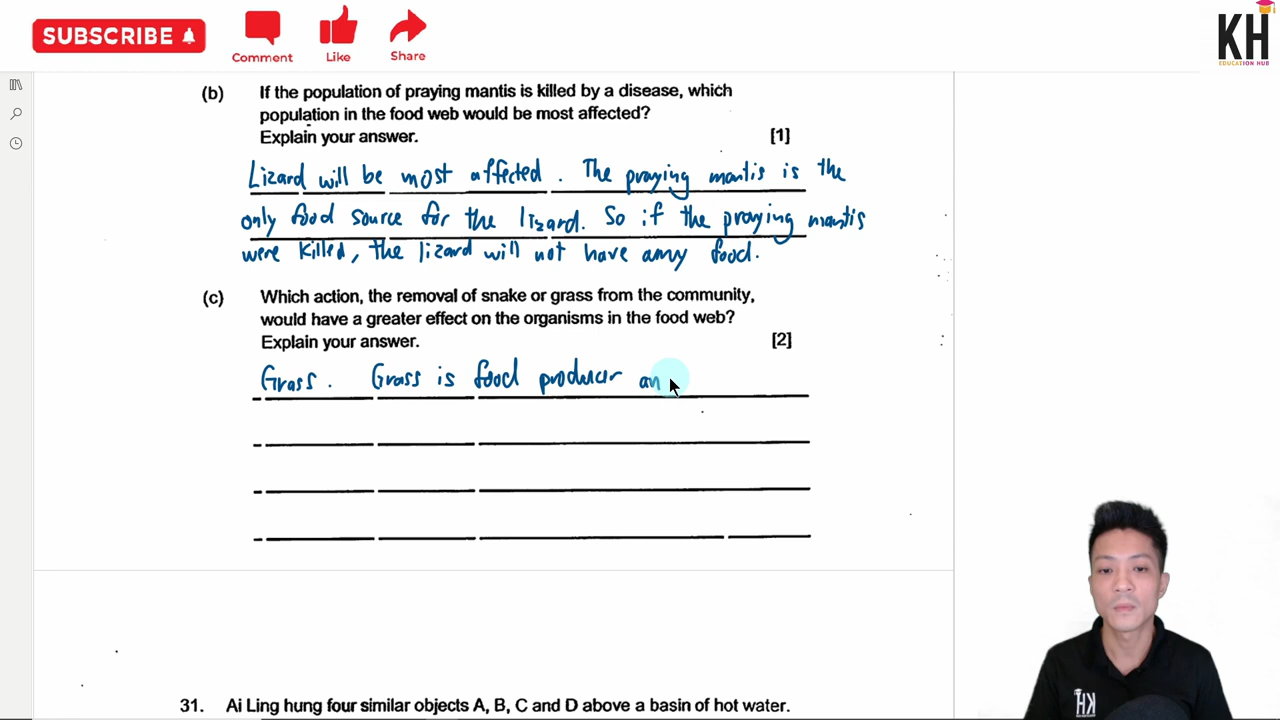 SUBSCRIBE
Comment
Like
Share
KH
EDUCATION HUB
(b) If the population of praying mantis is killed by a disease, which
population in the food web would be most affected?
Explain your answer. [1]
Lizard will be most affected. The praying mantis is the
only food source for the lizard. So if the praying mantis
were killed, the lizard will not have any food.
(c) Which action, the removal of snake or grass from the community,
would have a greater effect on the organisms in the food web?
Explain your answer. [2]
Grass. Grass is food producer an
KH
31. Ai Ling hung four similar objects A, B, C and D above a basin of hot water.